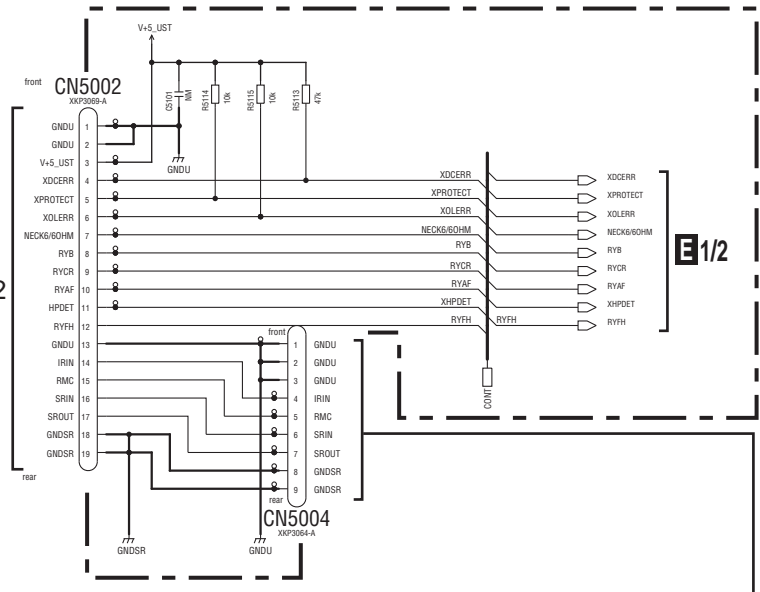 V+5_UST
front CN5002
XKP3069-A
C5101 NM
R5114 10k
R5115 10k
R5113 47k
GNDU 1
GNDU 2
V+5_UST 3
XDCERR 4
XPROTECT 5
XOLERR 6
NECK6/6OHM 7
RYB 8
RYCR 9
RYAF 10
HPDET 11
RYFH 12
GNDU 13
IRIN 14
RMC 15
SRIN 16
SROUT 17
GNDSR 18
GNDSR 19
rear
2
GNDU
XDCERR XDCERR
XPROTECT XPROTECT
XOLERR XOLERR
NECK6/6OHM NECK6/6OHM
RYB RYB
RYCR RYCR
RYAF RYAF
XHPDET XHPDET
RYFH RYFH RYFH
E 1/2
CONT
front
1 GNDU
2 GNDU
3 GNDU
4 IRIN
5 RMC
6 SRIN
7 SROUT
8 GNDSR
9 GNDSR
rear
CN5004
XKP3064-A
GNDSR
GNDU